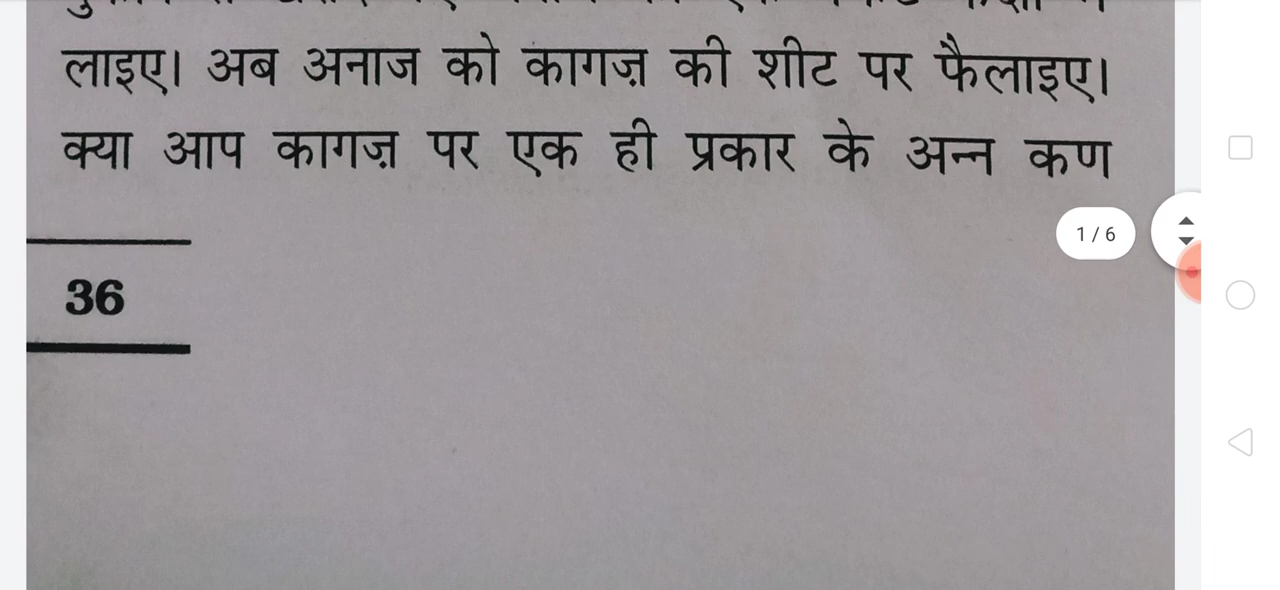 लाइए। अब अनाज को कागज़ की शीट पर फैलाइए।
क्या आप कागज़ पर एक ही प्रकार के अन्न कण
1 / 6
36